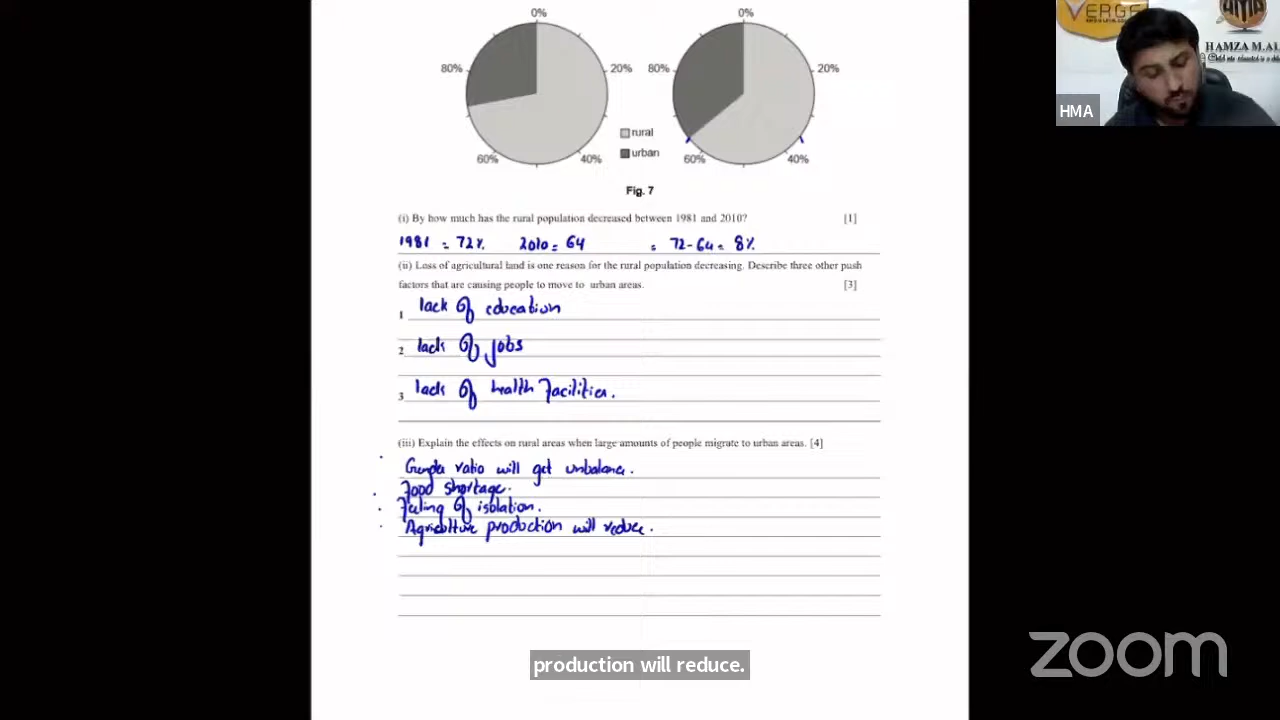 0% 0%
80% 20% 80% 20%
rural
urban
60% 40% 60% 40%
Fig. 7
(i) By how much has the rural population decreased between 1981 and 2010? [1]
1981 = 72% 2010 = 64 = 72-64 = 8%
(ii) Loss of agricultural land is one reason for the rural population decreasing. Describe three other push
factors that are causing people to move to urban areas. [3]
1 lack of education
2 lack of jobs
3 lack of health facilities.
(iii) Explain the effects on rural areas when large amounts of people migrate to urban areas. [4]
ratio will get unbalance.
Food shortage.
Feeling of isolation.
Agriculture production will reduce.
production will reduce.
VERGE
HAMZA M.AL
HMA
zoom